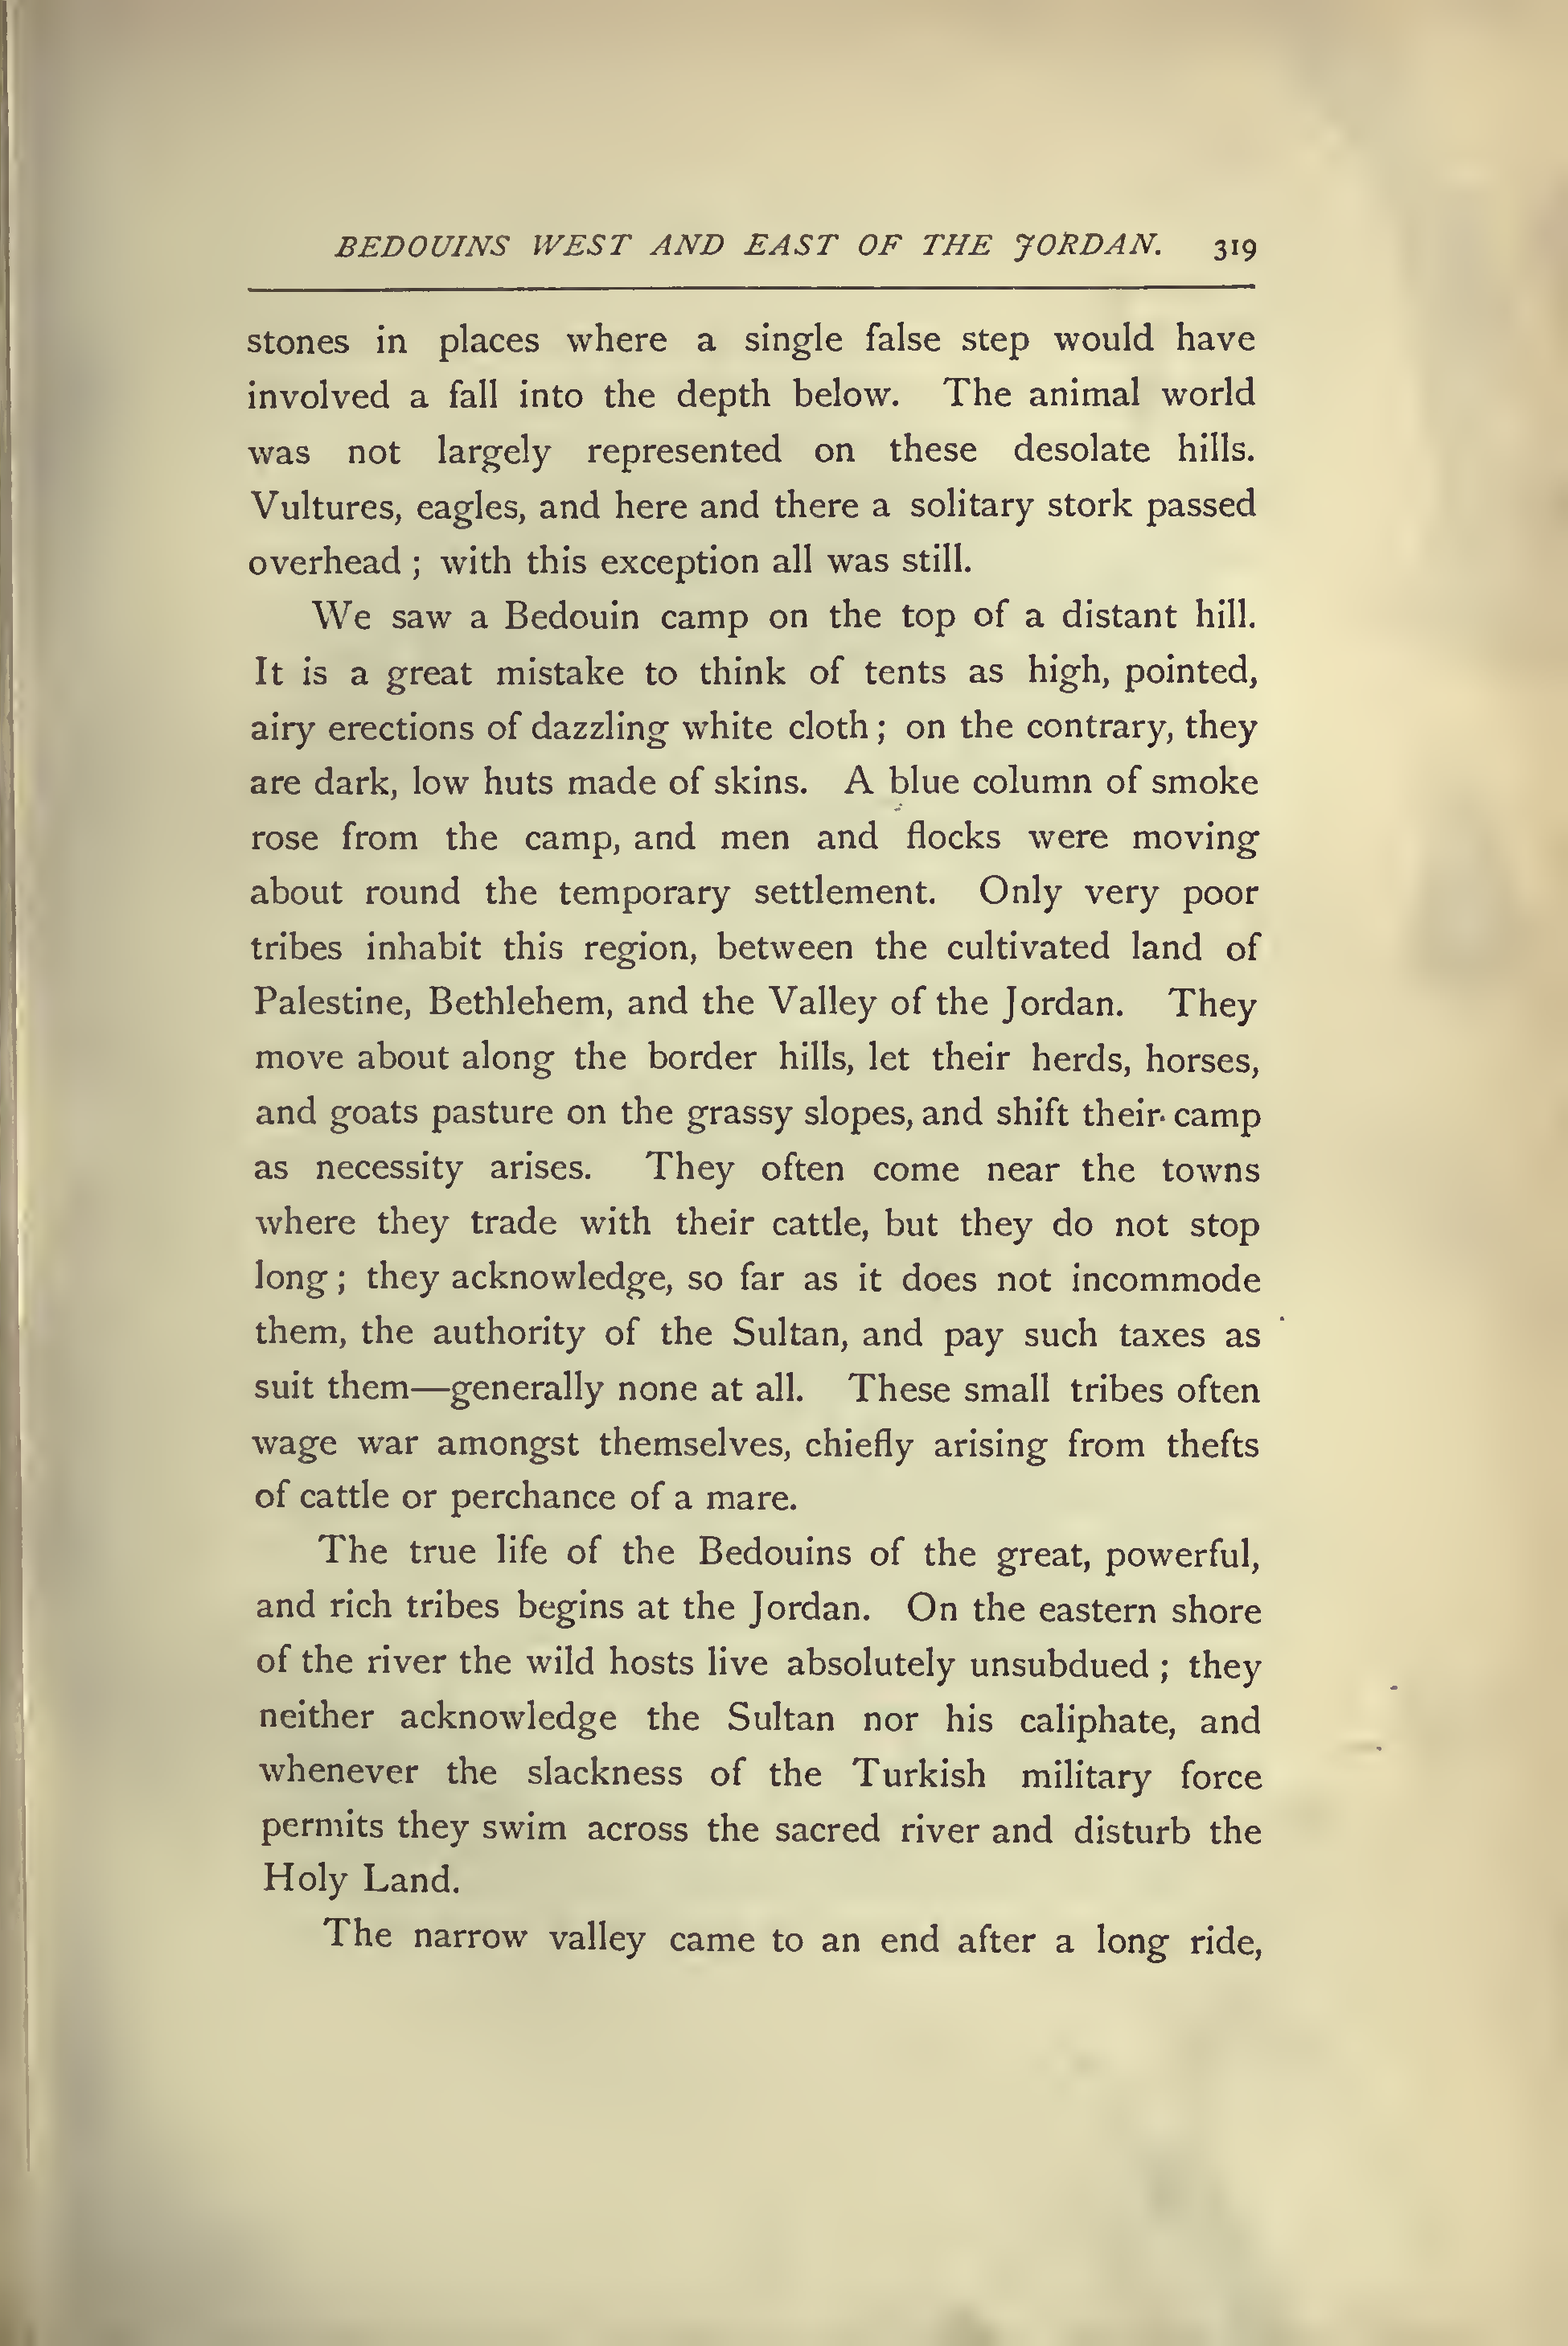 BEDOUINS WEST AND EAST OF THE JORDAN. 319
stones in places where a single false step would have
involved a fall into the depth below. The animal world
was not largely represented on these desolate hills.
Vultures, eagles, and here and there a solitary stork passed
overhead ; with this exception all was still.
We saw a Bedouin camp on the top of a distant hill.
It is a great mistake to think of tents as high, pointed,
airy erections of dazzling white cloth ; on the contrary, they
are dark, low huts made of skins. A blue column of smoke
rose from the camp, and men and flocks were moving
about round the temporary settlement. Only very poor
tribes inhabit this region, between the cultivated land of
Palestine, Bethlehem, and the Valley of the Jordan. They
move about along the border hills, let their herds, horses,
and goats pasture on the grassy slopes, and shift their camp
as necessity arises. They often come near the towns
where they trade with their cattle, but they do not stop
long ; they acknowledge, so far as it does not incommode
them, the authority of the Sultan, and pay such taxes as
suit them—generally none at all. These small tribes often
wage war amongst themselves, chiefly arising from thefts
of cattle or perchance of a mare.
The true life of the Bedouins of the great, powerful,
and rich tribes begins at the Jordan. On the eastern shore
of the river the wild hosts live absolutely unsubdued ; they
neither acknowledge the Sultan nor his caliphate, and
whenever the slackness of the Turkish military force
permits they swim across the sacred river and disturb the
Holy Land.
The narrow valley came to an end after a long ride,